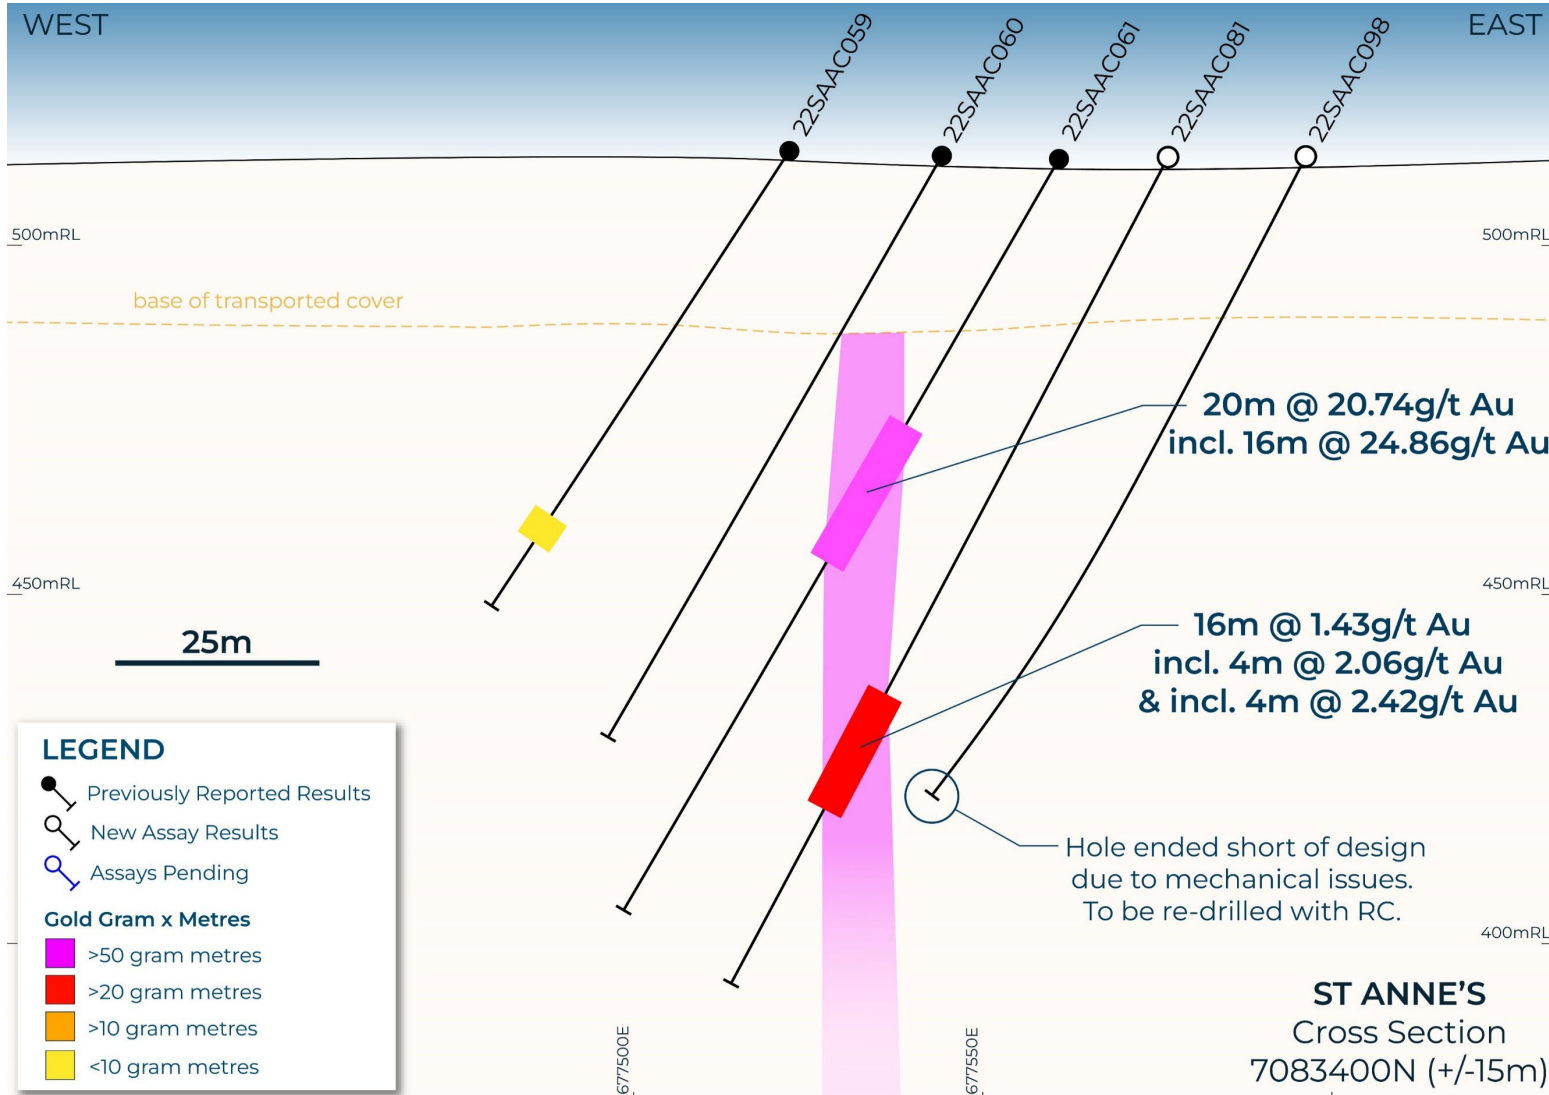 WEST
EAST
22SAAC059
22SAAC060
22SAAC061
22SAAC081
22SAAC098
500mRL
500mRL
base of transported cover
20m @ 20.74g/t Au
incl. 16m @ 24.86g/t Au
450mRL
450mRL
25m
16m @ 1.43g/t Au
incl. 4m @ 2.06g/t Au
& incl. 4m @ 2.42g/t Au
LEGEND
Previously Reported Results
New Assay Results
Assays Pending
Gold Gram x Metres
>50 gram metres
>20 gram metres
>10 gram metres
<10 gram metres
Hole ended short of design
due to mechanical issues.
To be re-drilled with RC.
400mRL
677500E
677550E
ST ANNE'S
Cross Section
7083400N (+/-15m)